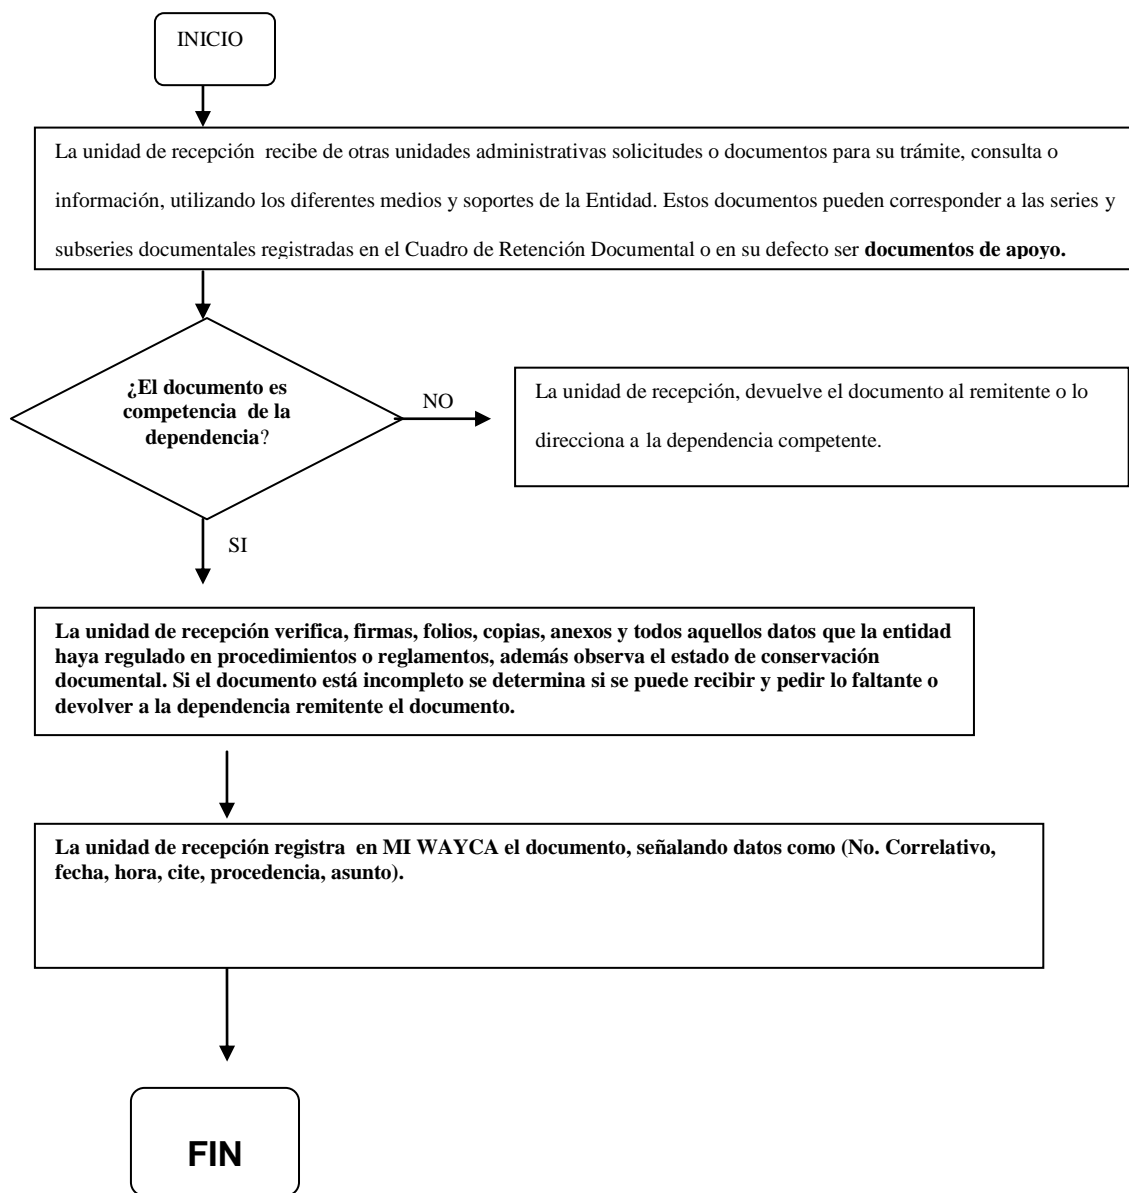 INICIO
La unidad de recepción  recibe de otras unidades administrativas solicitudes o documentos para su trámite, consulta o
información, utilizando los diferentes medios y soportes de la Entidad. Estos documentos pueden corresponder a las series y
subseries documentales registradas en el Cuadro de Retención Documental o en su defecto ser documentos de apoyo.
¿El documento es
competencia  de la
dependencia?
NO
La unidad de recepción, devuelve el documento al remitente o lo
direcciona a la dependencia competente.
SI
La unidad de recepción verifica, firmas, folios, copias, anexos y todos aquellos datos que la entidad
haya regulado en procedimientos o reglamentos, además observa el estado de conservación
documental. Si el documento está incompleto se determina si se puede recibir y pedir lo faltante o
devolver a la dependencia remitente el documento.
La unidad de recepción registra  en MI WAYCA el documento, señalando datos como (No. Correlativo,
fecha, hora, cite, procedencia, asunto).
FIN